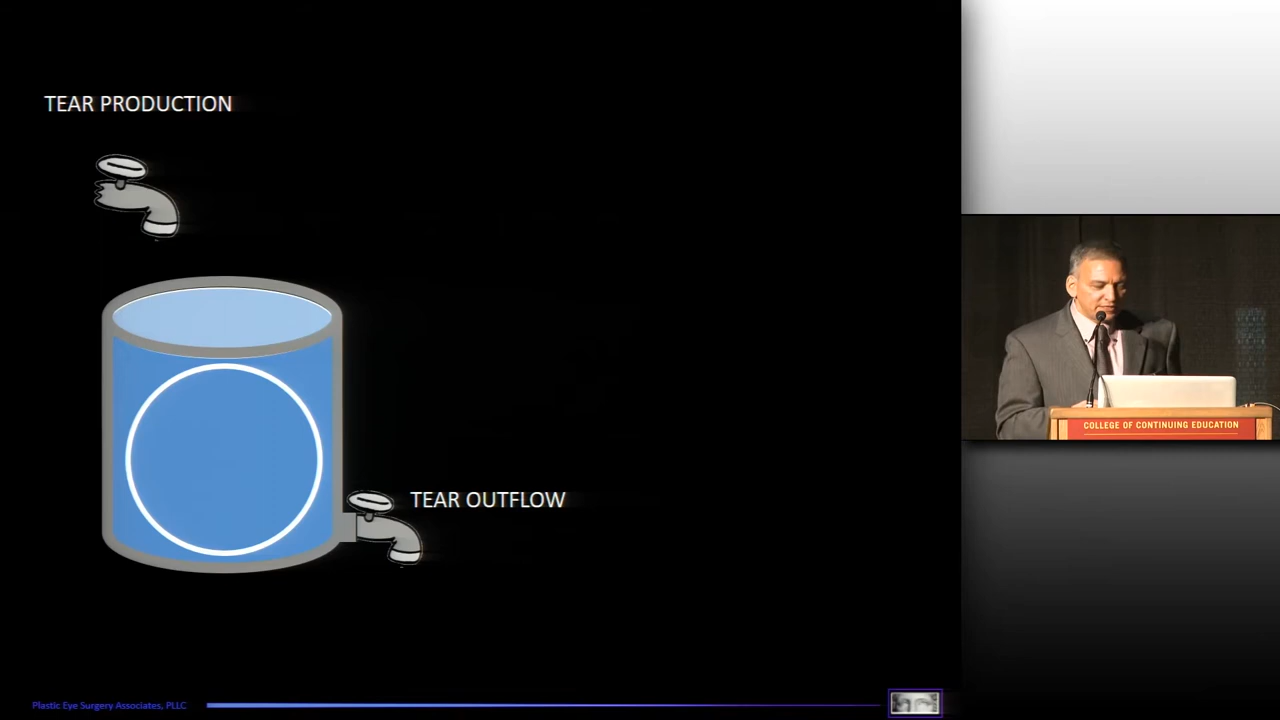 TEAR PRODUCTION
TEAR OUTFLOW
COLLEGE OF CONTINUING EDUCATION
Plastic Eye Surgery Associates, PLLC